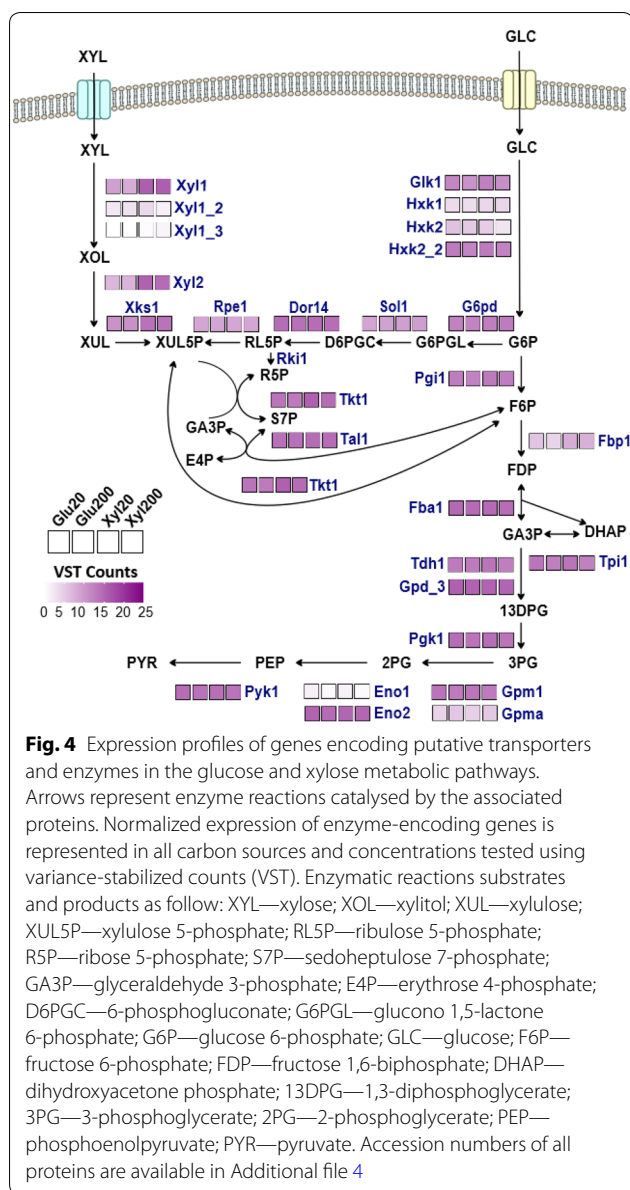 GLC
XYL
XYL
GLC
Xyl1
Glk1
Xyl1_2
Hxk1
Xyl1_3
Hxk2
Hxk2_2
XOL
Xyl2
Xks1 Rpe1 Dor14 Sol1 G6pd
XUL XUL5P RL5P D6PGC G6PGL G6P
Rki1
R5P
Pgi1
Tkt1
F6P
S7P
GA3P
Tal1
Fbp1
E4P
FDP
Tkt1
Glu20 Glu200 Xyl20 Xyl200
Fba1
GA3P DHAP
VST Counts
Tdh1 Tpi1
0 5 10 15 20 25
Gpd_3
13DPG
Pgk1
PYR PEP 2PG 3PG
Pyk1 Eno1 Gpm1
Eno2 Gpma
Fig. 4 Expression profiles of genes encoding putative transporters
and enzymes in the glucose and xylose metabolic pathways.
Arrows represent enzyme reactions catalysed by the associated
proteins. Normalized expression of enzyme-encoding genes is
represented in all carbon sources and concentrations tested using
variance-stabilized counts (VST). Enzymatic reactions substrates
and products as follow: XYL—xylose; XOL—xylitol; XUL—xylulose;
XUL5P—xylulose 5-phosphate; RL5P—ribulose 5-phosphate;
R5P—ribose 5-phosphate; S7P—sedoheptulose 7-phosphate;
GA3P—glyceraldehyde 3-phosphate; E4P—erythrose 4-phosphate;
D6PGC—6-phosphogluconate; G6PGL—glucono 1,5-lactone
6-phosphate; G6P—glucose 6-phosphate; GLC—glucose; F6P—
fructose 6-phosphate; FDP—fructose 1,6-biphosphate; DHAP—
dihydroxyacetone phosphate; 13DPG—1,3-diphosphoglycerate;
3PG—3-phosphoglycerate; 2PG—2-phosphoglycerate; PEP—
phosphoenolpyruvate; PYR—pyruvate. Accession numbers of all
proteins are available in Additional file 4